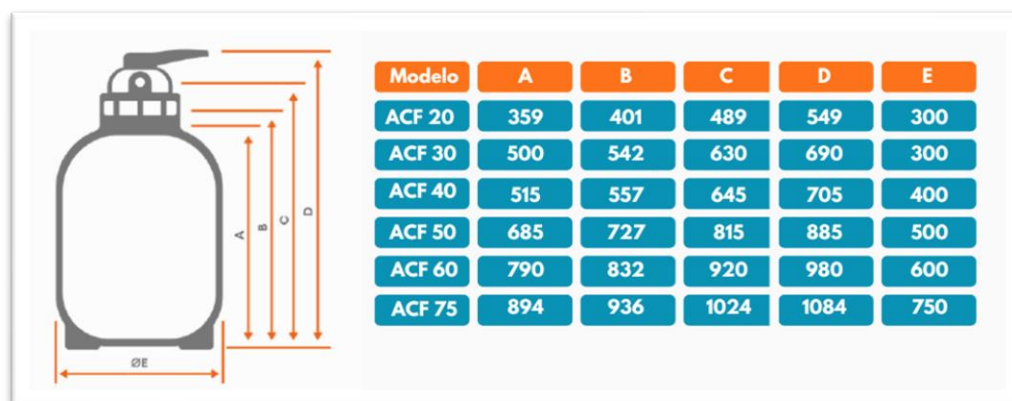 Modelo A B C D E
ACF 20 359 401 489 549 300
ACF 30 500 542 630 690 300
ACF 40 515 557 645 705 400
ACF 50 685 727 815 885 500
ACF 60 790 832 920 980 600
ACF 75 894 936 1024 1084 750
A B C D
ØE